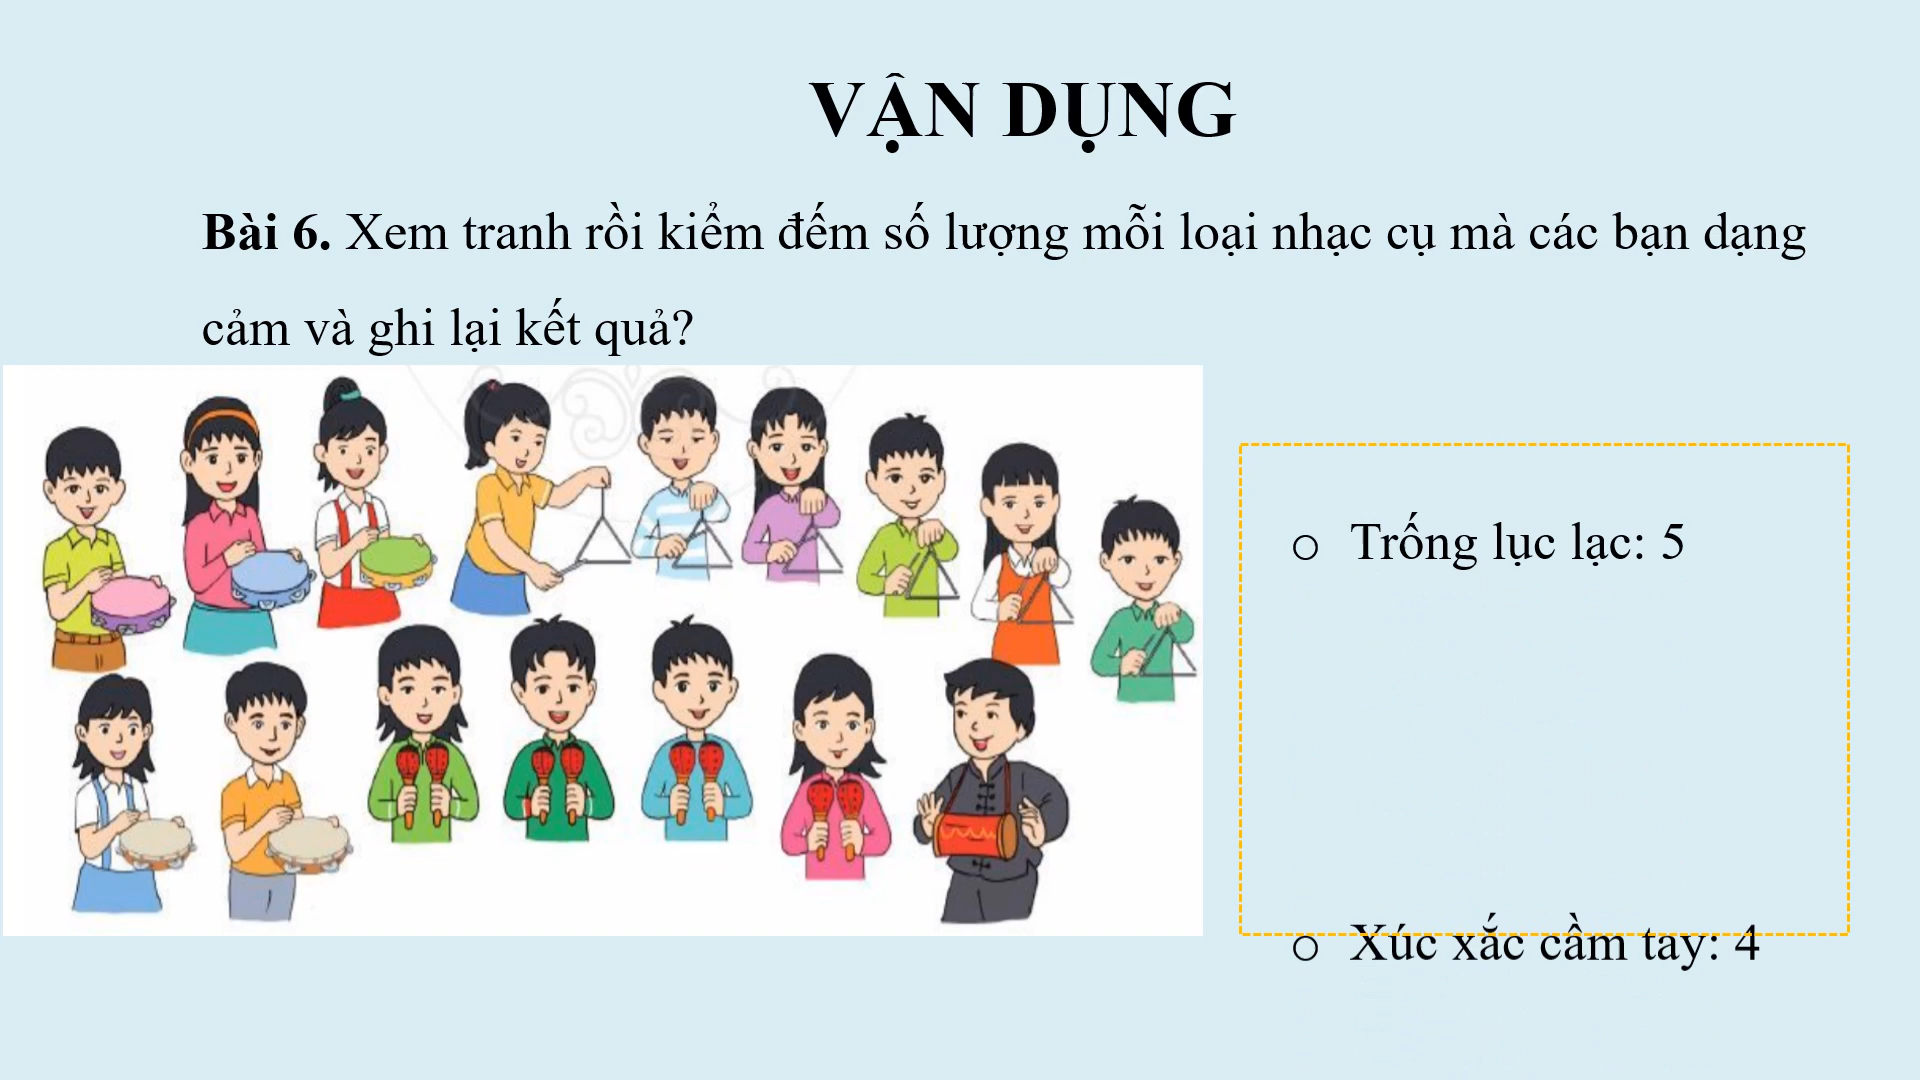 VẬN DỤNG
Bài 6. Xem tranh rồi kiểm đếm số lượng mỗi loại nhạc cụ mà các bạn dạng
cảm và ghi lại kết quả?
o Trống lục lạc: 5
o Xúc xắc cầm tay: 4